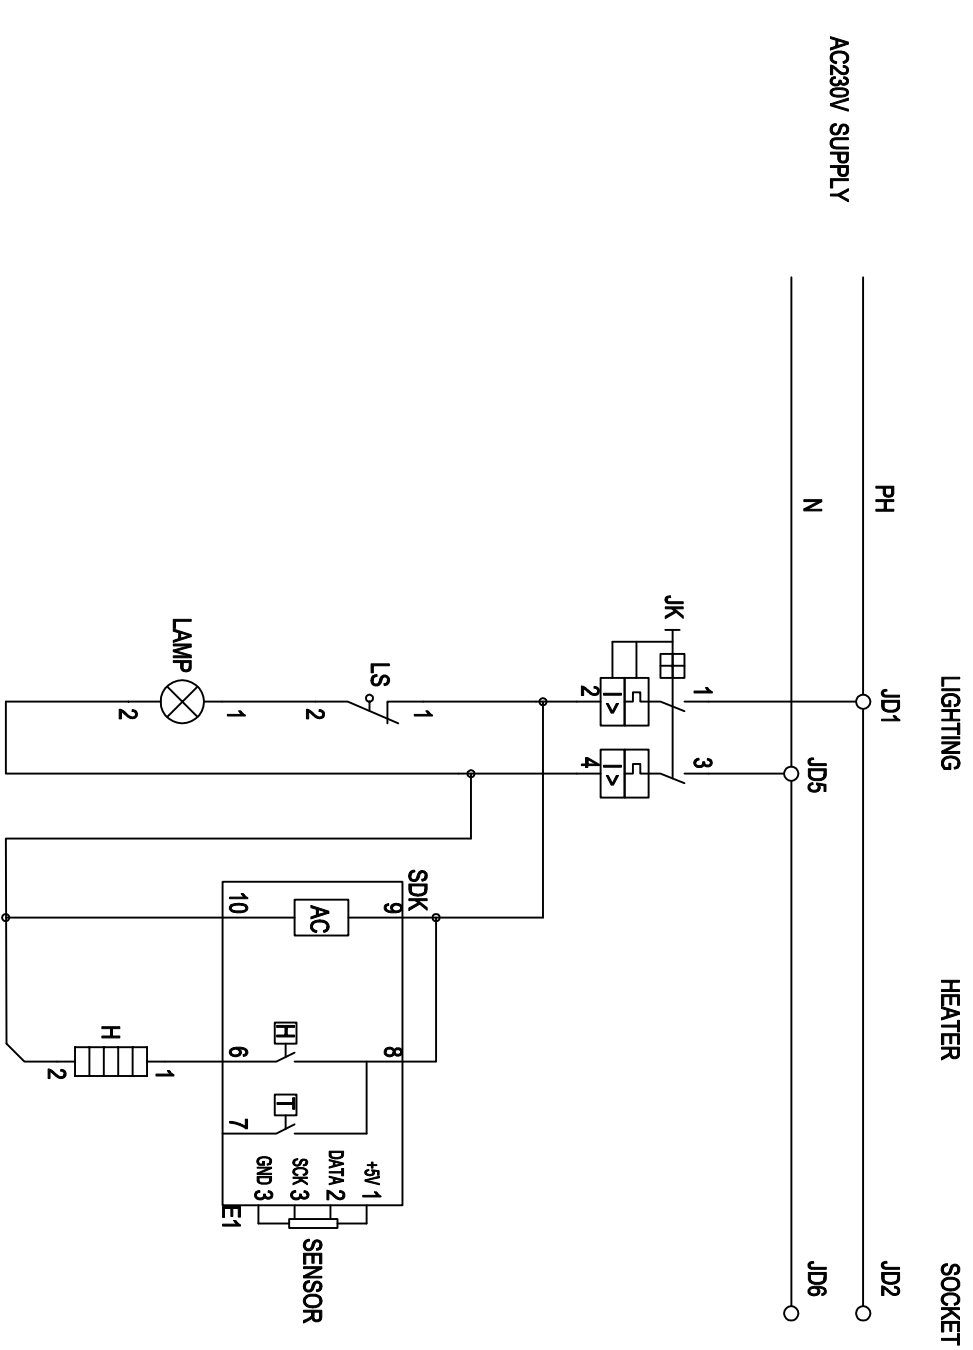 LIGHTING
HEATER
SOCKET
AC230V SUPPLY
PH
N
JD1
JD2
JD5
JD6
JK
1
3
I>
I>
2
4
1
LS
2
1
LAMP
2
SDK
9
8
AC
H
T
10
6
7
1
H
2
+5V 1
DATA 2
SCK 3
GND 3
E1
SENSOR